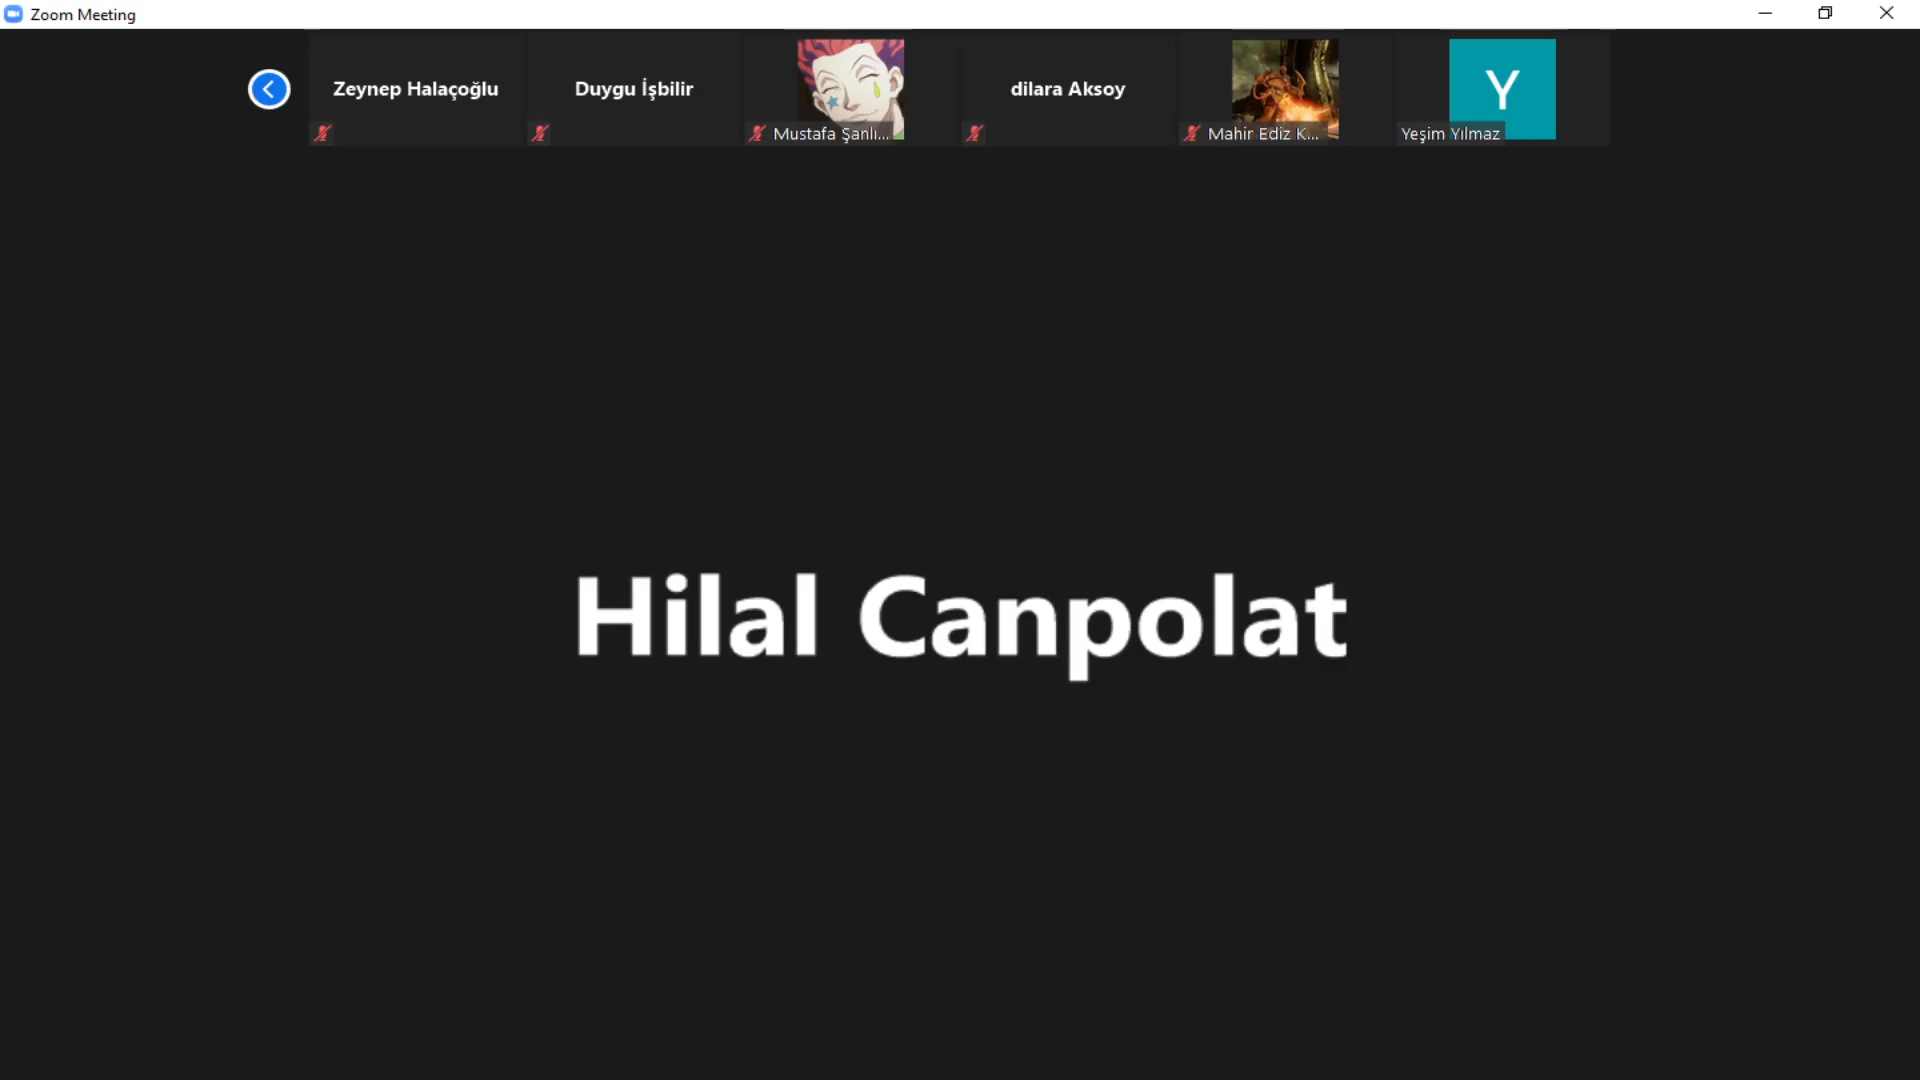 Zoom Meeting
Zeynep Halaçoğlu
Duygu İşbilir
Mustafa Şanlı...
dilara Aksoy
Mahir Ediz K...
Y
Yeşim Yılmaz
Hilal Canpolat